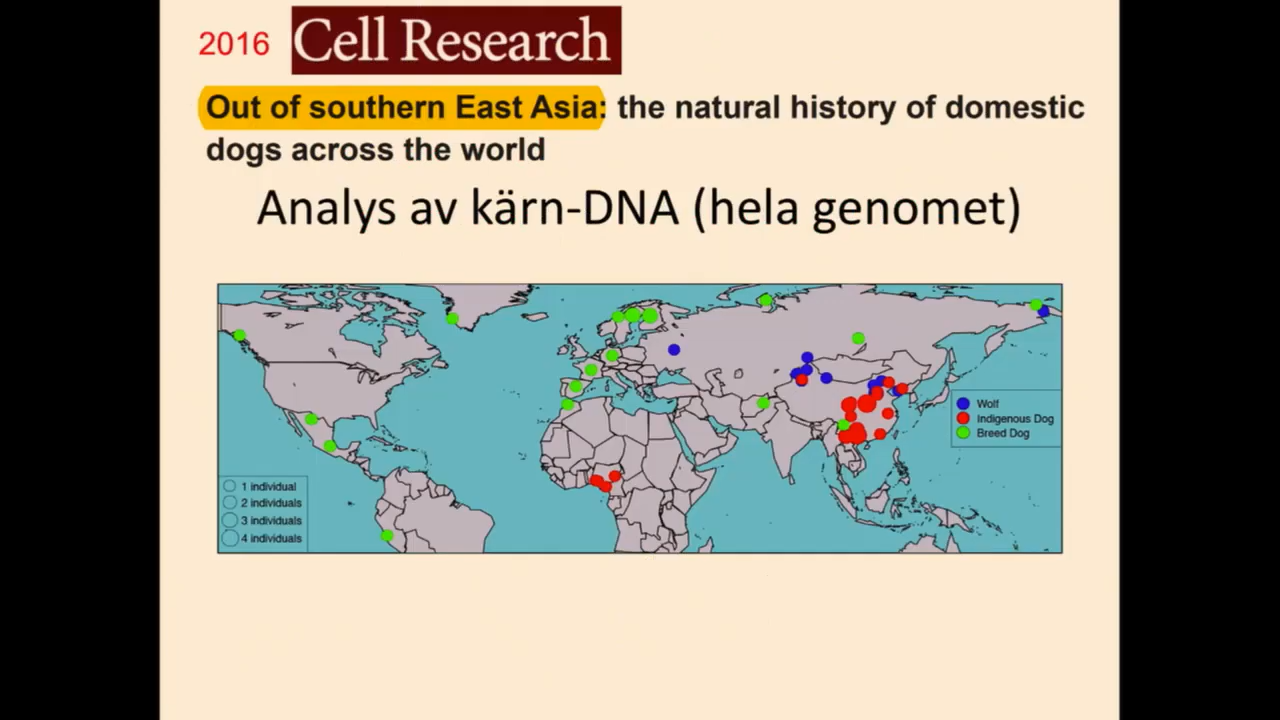 2016 Cell Research
Out of southern East Asia: the natural history of domestic
dogs across the world
Analys av kärn-DNA (hela genomet)
Wolf
Indigenous Dog
Breed Dog
1 individual
2 individuals
3 individuals
4 individuals